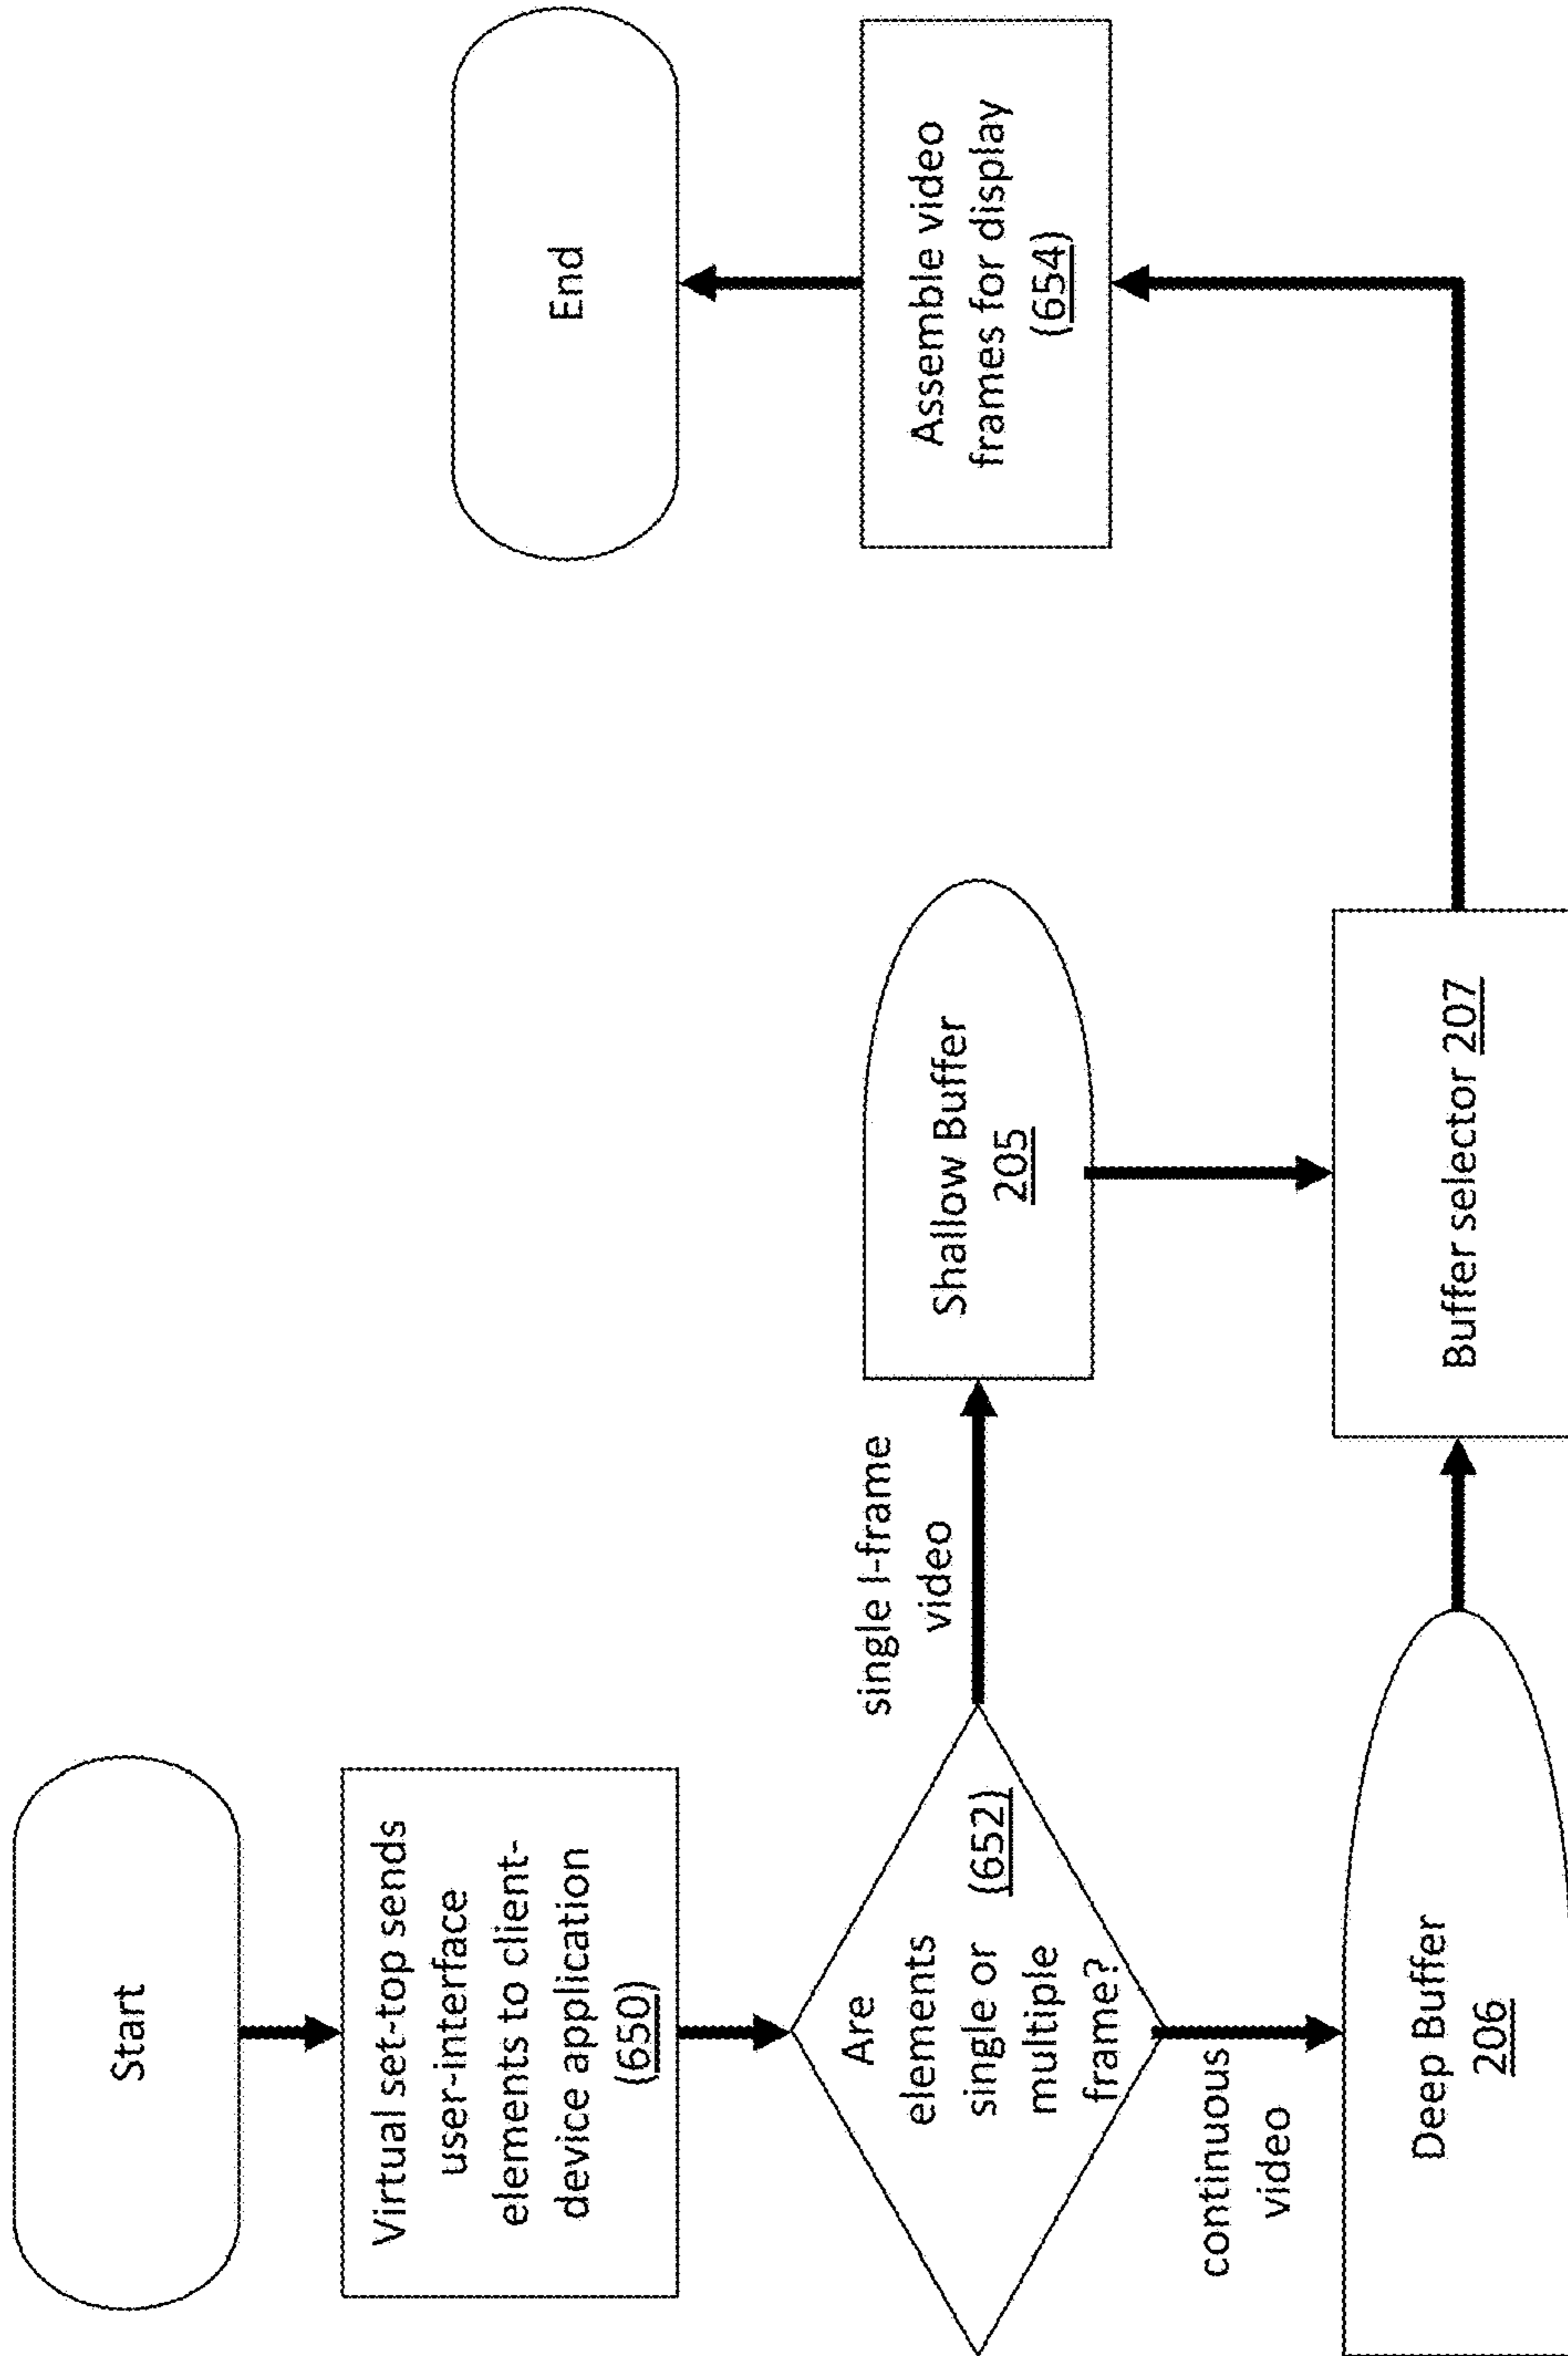 Start
Virtual set-top sends
user-interface
elements to client-
device application
(650)
Are
elements
single or
multiple
frame?
(652)
single I-frame
video
continuous
video
Shallow Buffer
205
Deep Buffer
206
Buffer selector 207
Assemble video
frames for display
(654)
End